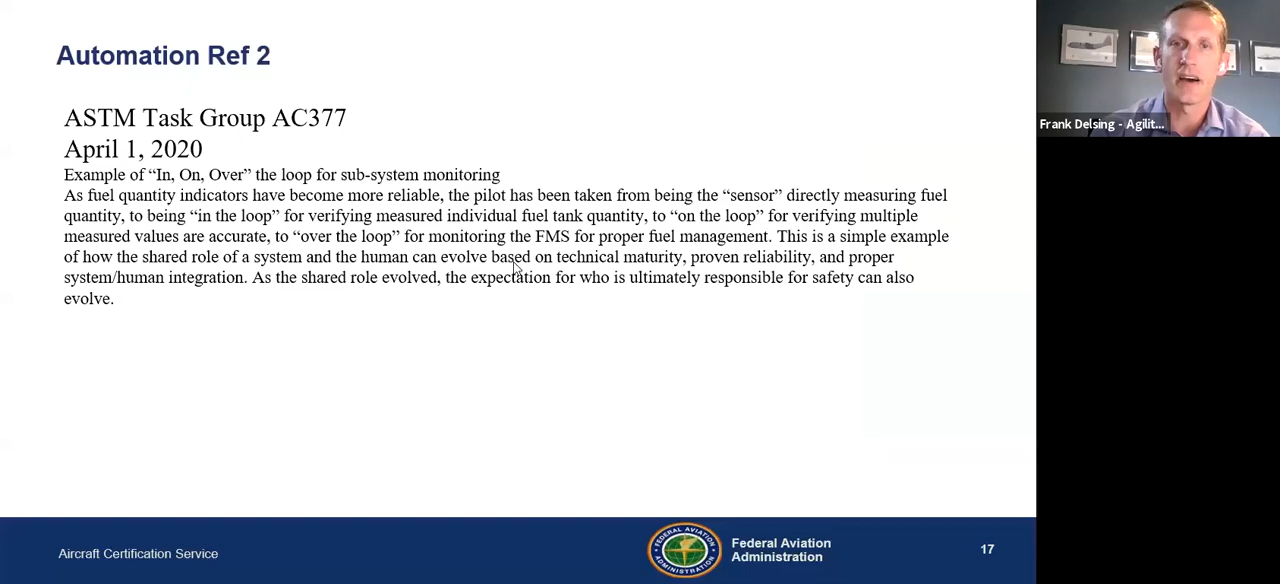 Automation Ref 2
ASTM Task Group AC377
April 1, 2020
Example of “In, On, Over” the loop for sub-system monitoring
As fuel quantity indicators have become more reliable, the pilot has been taken from being the “sensor” directly measuring fuel
quantity, to being “in the loop” for verifying measured individual fuel tank quantity, to “on the loop” for verifying multiple
measured values are accurate, to “over the loop” for monitoring the FMS for proper fuel management. This is a simple example
of how the shared role of a system and the human can evolve based on technical maturity, proven reliability, and proper
system/human integration. As the shared role evolved, the expectation for who is ultimately responsible for safety can also
evolve.
Frank Delsing - Agilit...
Aircraft Certification Service
FEDERAL AVIATION
ADMINISTRATION
Federal Aviation
Administration
17